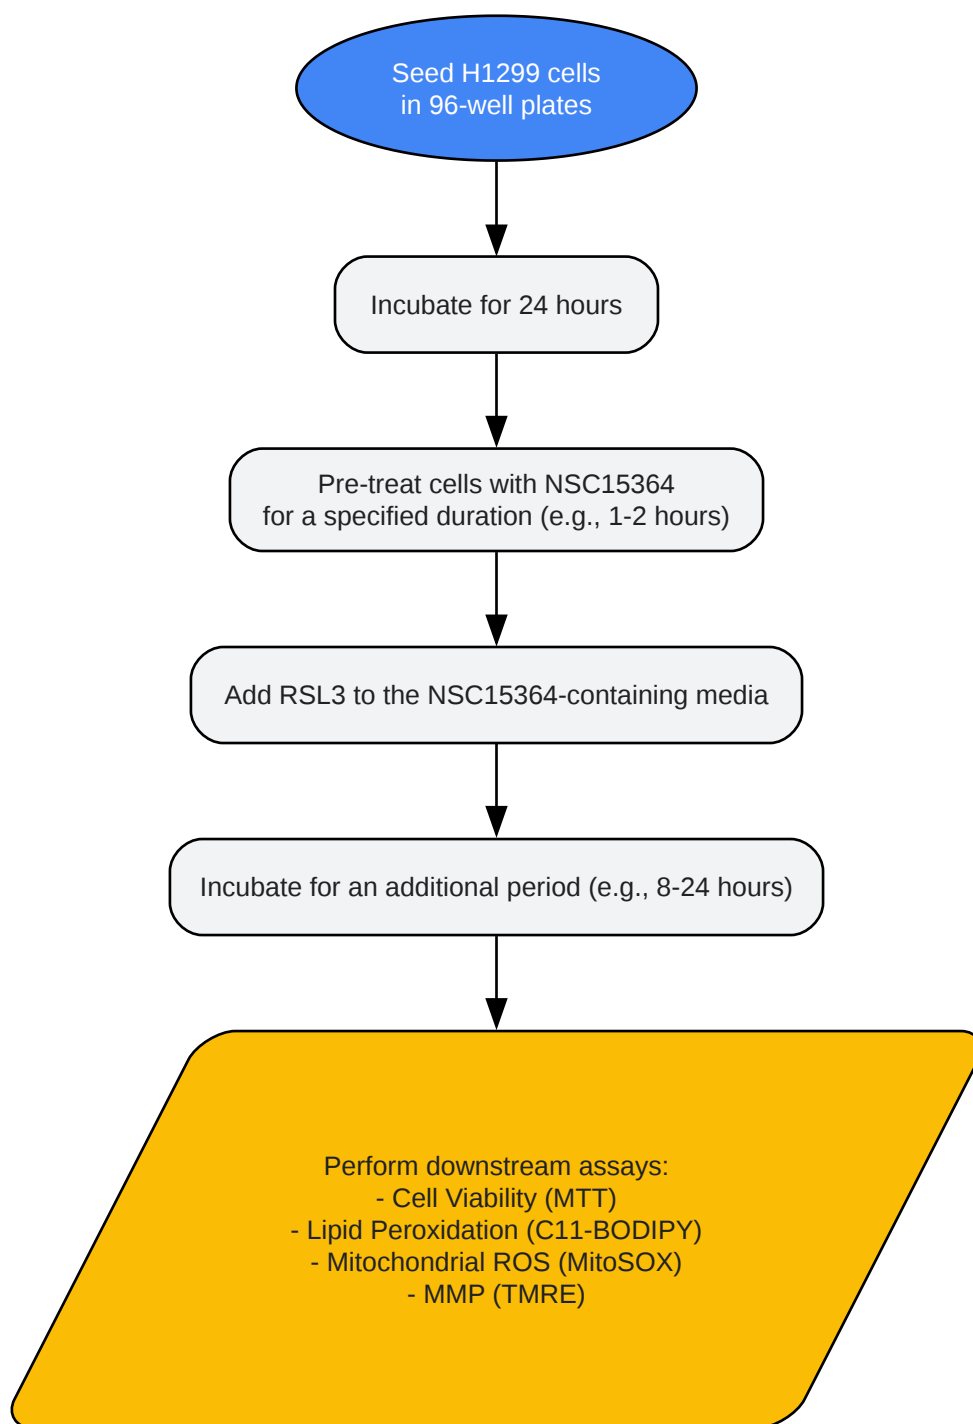 Seed H1299 cells
in 96-well plates
Incubate for 24 hours
Pre-treat cells with NSC15364
for a specified duration (e.g., 1-2 hours)
Add RSL3 to the NSC15364-containing media
Incubate for an additional period (e.g., 8-24 hours)
Perform downstream assays:
- Cell Viability (MTT)
- Lipid Peroxidation (C11-BODIPY)
- Mitochondrial ROS (MitoSOX)
- MMP (TMRE)